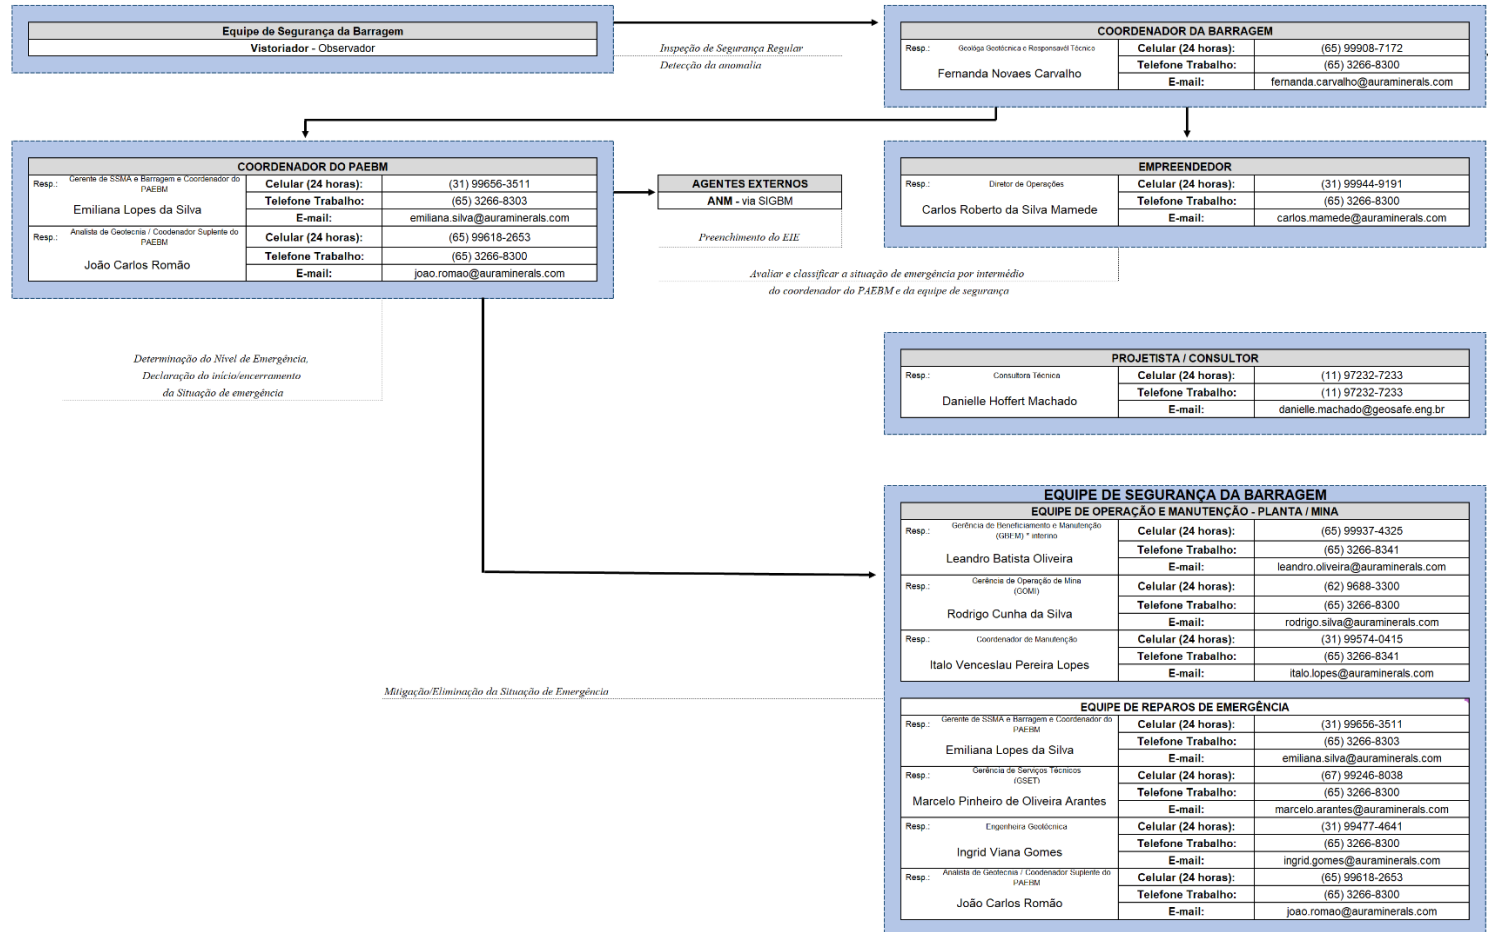 Equipe de Segurança da Barragem
Vistoriador - Observador
Inspeção de Segurança Regular
Detecção da anomalia
COORDENADOR DA BARRAGEM
Resp.: Geológa Geotécnica e Responsavél Técnico
Fernanda Novaes Carvalho
Celular (24 horas): (65) 99908-7172
Telefone Trabalho: (65) 3266-8300
E-mail: fernanda.carvalho@auraminerals.com
COORDENADOR DO PAEBM
Resp.: Gerente de SSMA e Barragem e Coordenador do
PAEBM
Emiliana Lopes da Silva
Celular (24 horas): (31) 99656-3511
Telefone Trabalho: (65) 3266-8303
E-mail: emiliana.silva@auraminerals.com
Resp.: Analista de Geotecnia / Coodenador Suplente do
PAEBM
João Carlos Romão
Celular (24 horas): (65) 99618-2653
Telefone Trabalho: (65) 3266-8300
E-mail: joao.romao@auraminerals.com
AGENTES EXTERNOS
ANM - via SIGBM
Preenchimento do EIE
EMPREENDEDOR
Resp.: Diretor de Operações
Carlos Roberto da Silva Mamede
Celular (24 horas): (31) 99944-9191
Telefone Trabalho: (65) 3266-8300
E-mail: carlos.mamede@auraminerals.com
Avaliar e classificar a situação de emergência por intermédio
do coordenador do PAEBM e da equipe de segurança
Determinação do Nível de Emergência,
Declaração do início/encerramento
da Situação de emergência
PROJETISTA / CONSULTOR
Resp.: Consultora Técnica
Danielle Hoffert Machado
Celular (24 horas): (11) 97232-7233
Telefone Trabalho: (11) 97232-7233
E-mail: danielle.machado@geosafe.eng.br
EQUIPE DE SEGURANÇA DA BARRAGEM
EQUIPE DE OPERAÇÃO E MANUTENÇÃO - PLANTA / MINA
Resp.: Gerência de Beneficiamento e Manutenção
(GBEM) * interino
Leandro Batista Oliveira
Celular (24 horas): (65) 99937-4325
Telefone Trabalho: (65) 3266-8341
E-mail: leandro.oliveira@auraminerals.com
Resp.: Gerência de Operação de Mina
(GOMI)
Rodrigo Cunha da Silva
Celular (24 horas): (62) 9688-3300
Telefone Trabalho: (65) 3266-8300
E-mail: rodrigo.silva@auraminerals.com
Resp.: Coordenador de Manutenção
Italo Venceslau Pereira Lopes
Celular (24 horas): (31) 99574-0415
Telefone Trabalho: (65) 3266-8341
E-mail: italo.lopes@auraminerals.com
Mitigação/Eliminação da Situação de Emergência
EQUIPE DE REPAROS DE EMERGÊNCIA
Resp.: Gerente de SSMA e Barragem e Coordenador do
PAEBM
Emiliana Lopes da Silva
Celular (24 horas): (31) 99656-3511
Telefone Trabalho: (65) 3266-8303
E-mail: emiliana.silva@auraminerals.com
Resp.: Gerência de Serviços Técnicos
(GSET)
Marcelo Pinheiro de Oliveira Arantes
Celular (24 horas): (67) 99246-8038
Telefone Trabalho: (65) 3266-8300
E-mail: marcelo.arantes@auraminerals.com
Resp.: Engenheira Geotécnica
Ingrid Viana Gomes
Celular (24 horas): (31) 99477-4641
Telefone Trabalho: (65) 3266-8300
E-mail: ingrid.gomes@auraminerals.com
Resp.: Analista de Geotecnia / Coodenador Suplente do
PAEBM
João Carlos Romão
Celular (24 horas): (65) 99618-2653
Telefone Trabalho: (65) 3266-8300
E-mail: joao.romao@auraminerals.com